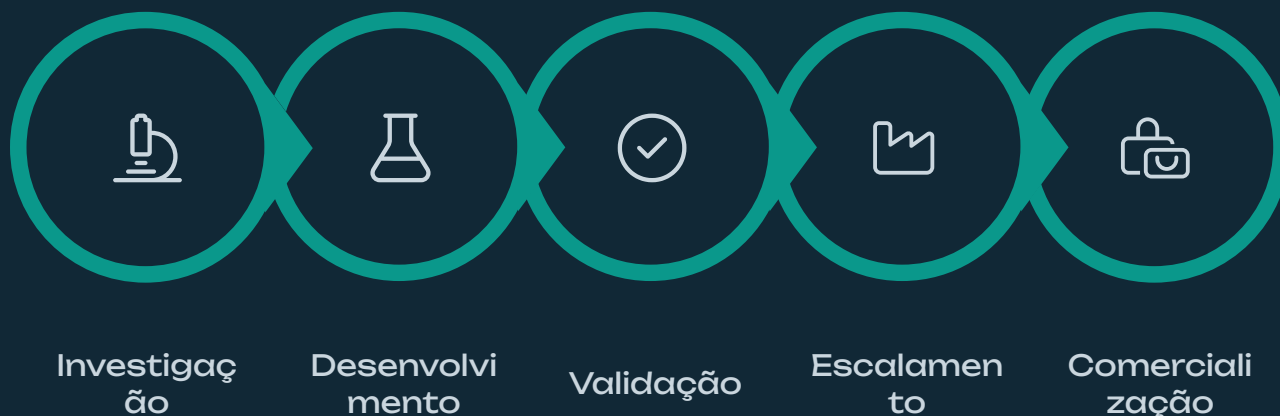 Investigaç
ão
Desenvolvi
mento
Validação
Escalamen
to
Comerciali
zação